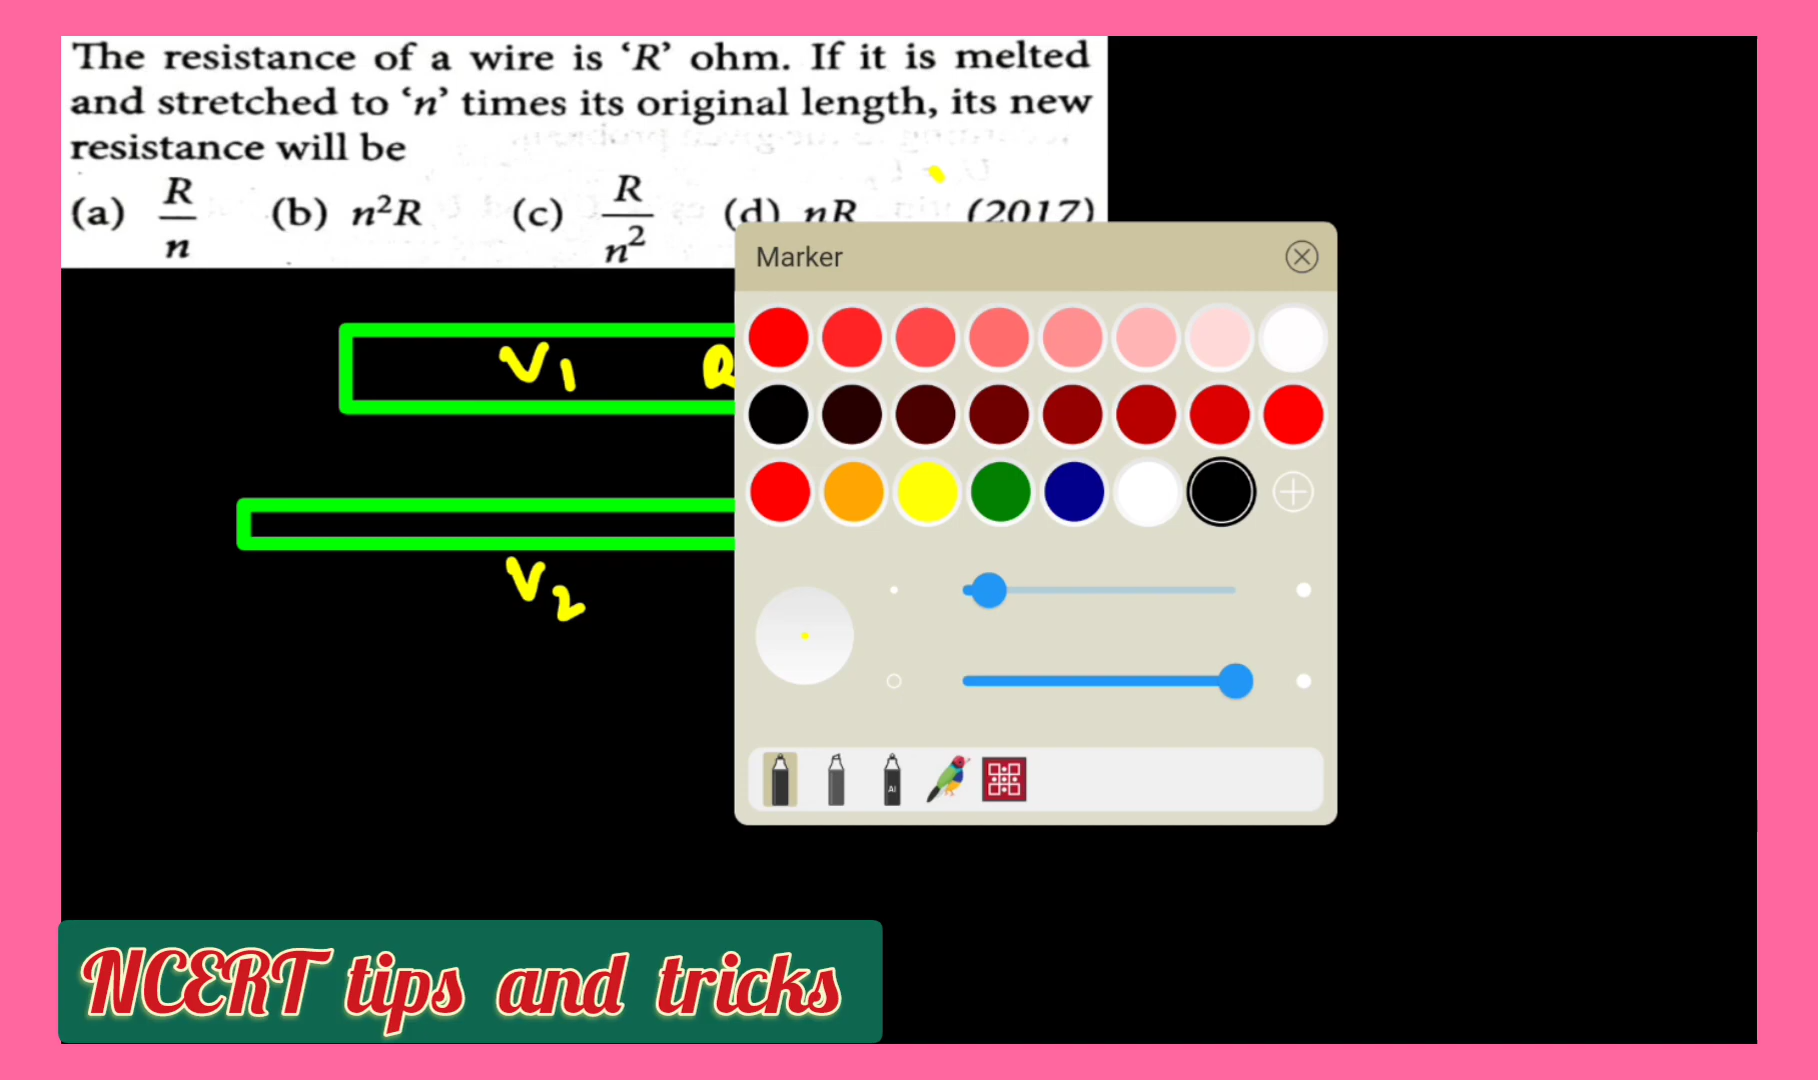 The resistance of a wire is ‘R’ ohm. If it is melted
and stretched to ‘n’ times its original length, its new
resistance will be
(a) R/n (b) n²R (c) R/n² (d) nR (2017)
Marker
V1 R
V2
AI
NCERT tips and tricks